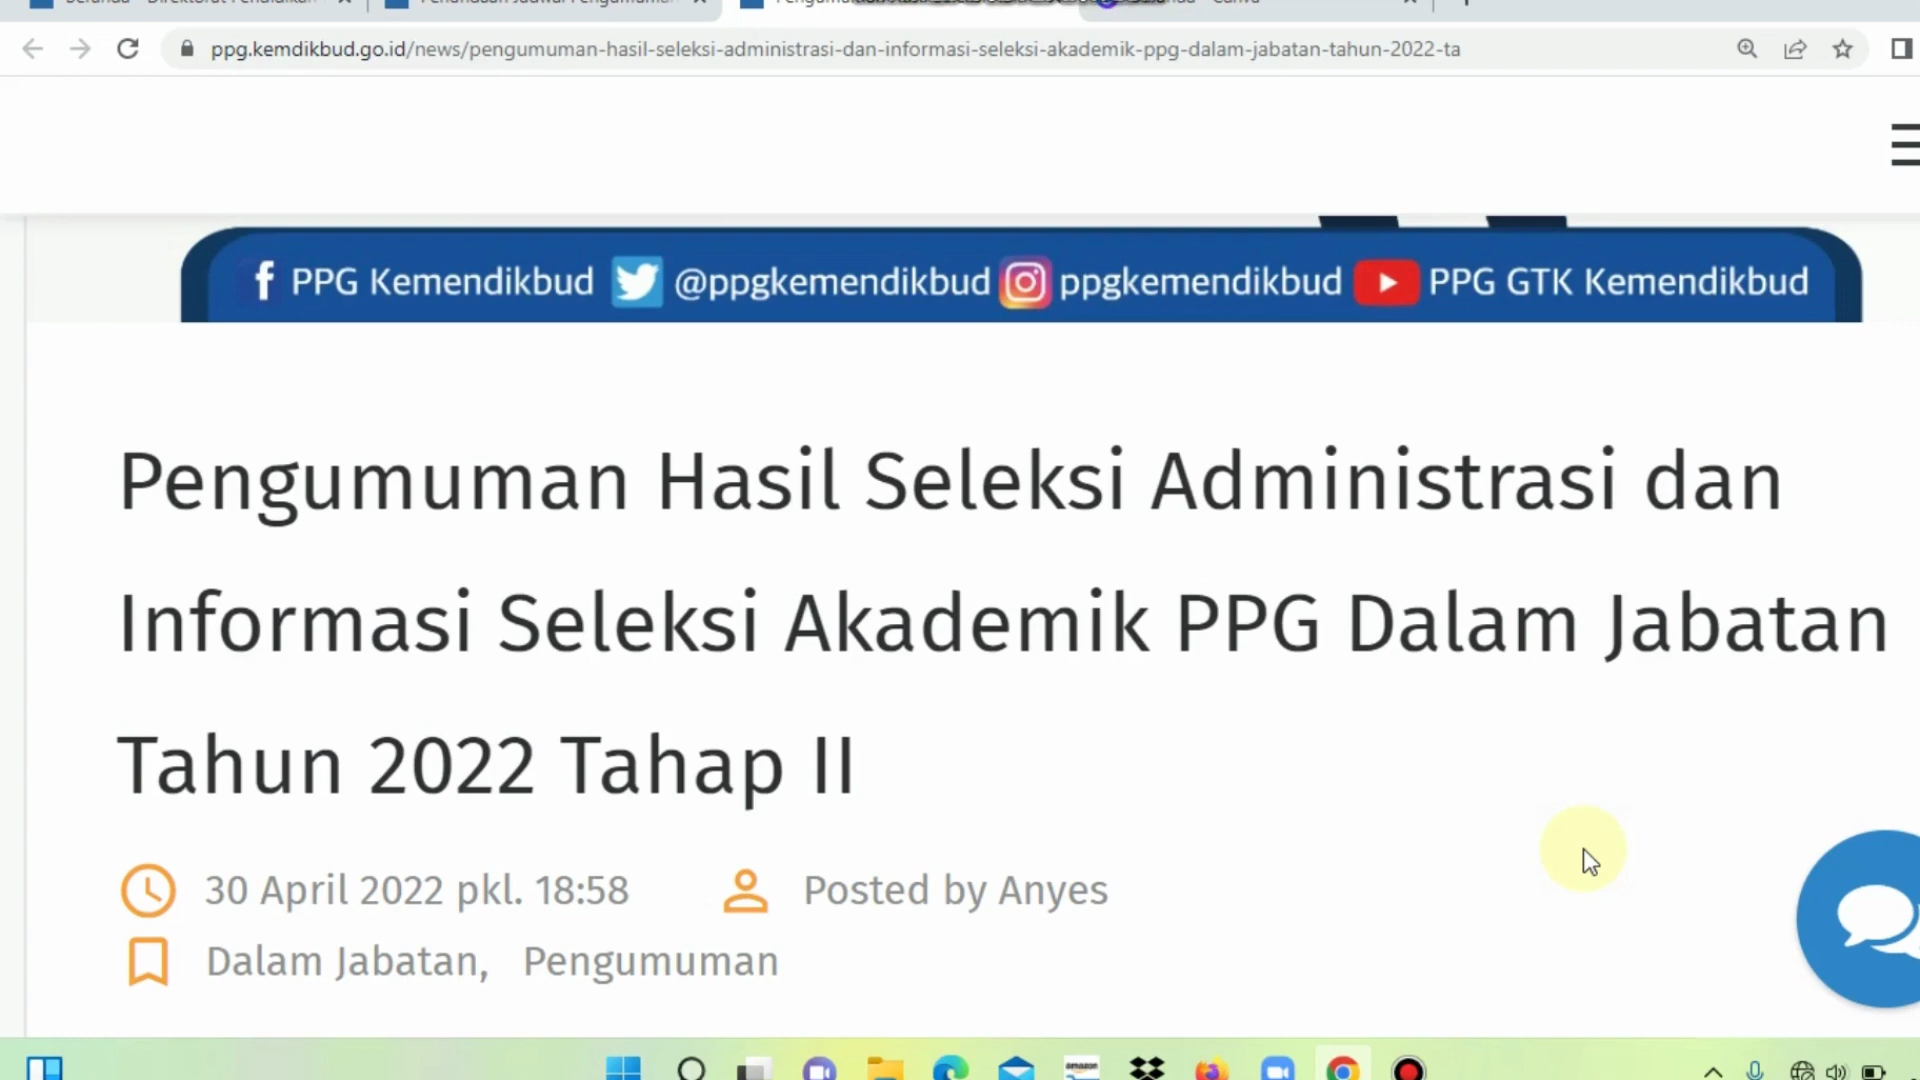 ppg.kemdikbud.go.id/news/pengumuman-hasil-seleksi-administrasi-dan-informasi-seleksi-akademik-ppg-dalam-jabatan-tahun-2022-ta
PPG Kemendikbud @ppgkemendikbud ppgkemendikbud PPG GTK Kemendikbud
Pengumuman Hasil Seleksi Administrasi dan
Informasi Seleksi Akademik PPG Dalam Jabatan
Tahun 2022 Tahap II
30 April 2022 pkl. 18:58 Posted by Anyes
Dalam Jabatan, Pengumuman
amazon